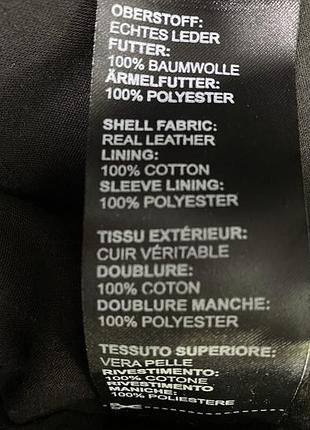 OBERSTOFF:
ECHTES LEDER
FUTTER:
100% BAUMWOLLE
ÄRMELFUTTER:
100% POLYESTER
SHELL FABRIC:
REAL LEATHER
LINING:
100% COTTON
SLEEVE LINING:
100% POLYESTER
TISSU EXTÉRIEUR:
CUIR VÉRITABLE
DOUBLURE:
100% COTON
DOUBLURE MANCHE:
100% POLYESTER
TESSUTO SUPERIORE:
VERA PELLE
RIVESTIMENTO:
100% COTONE
RIVESTIMENTO
MANICHE:
100% POLIESTERE